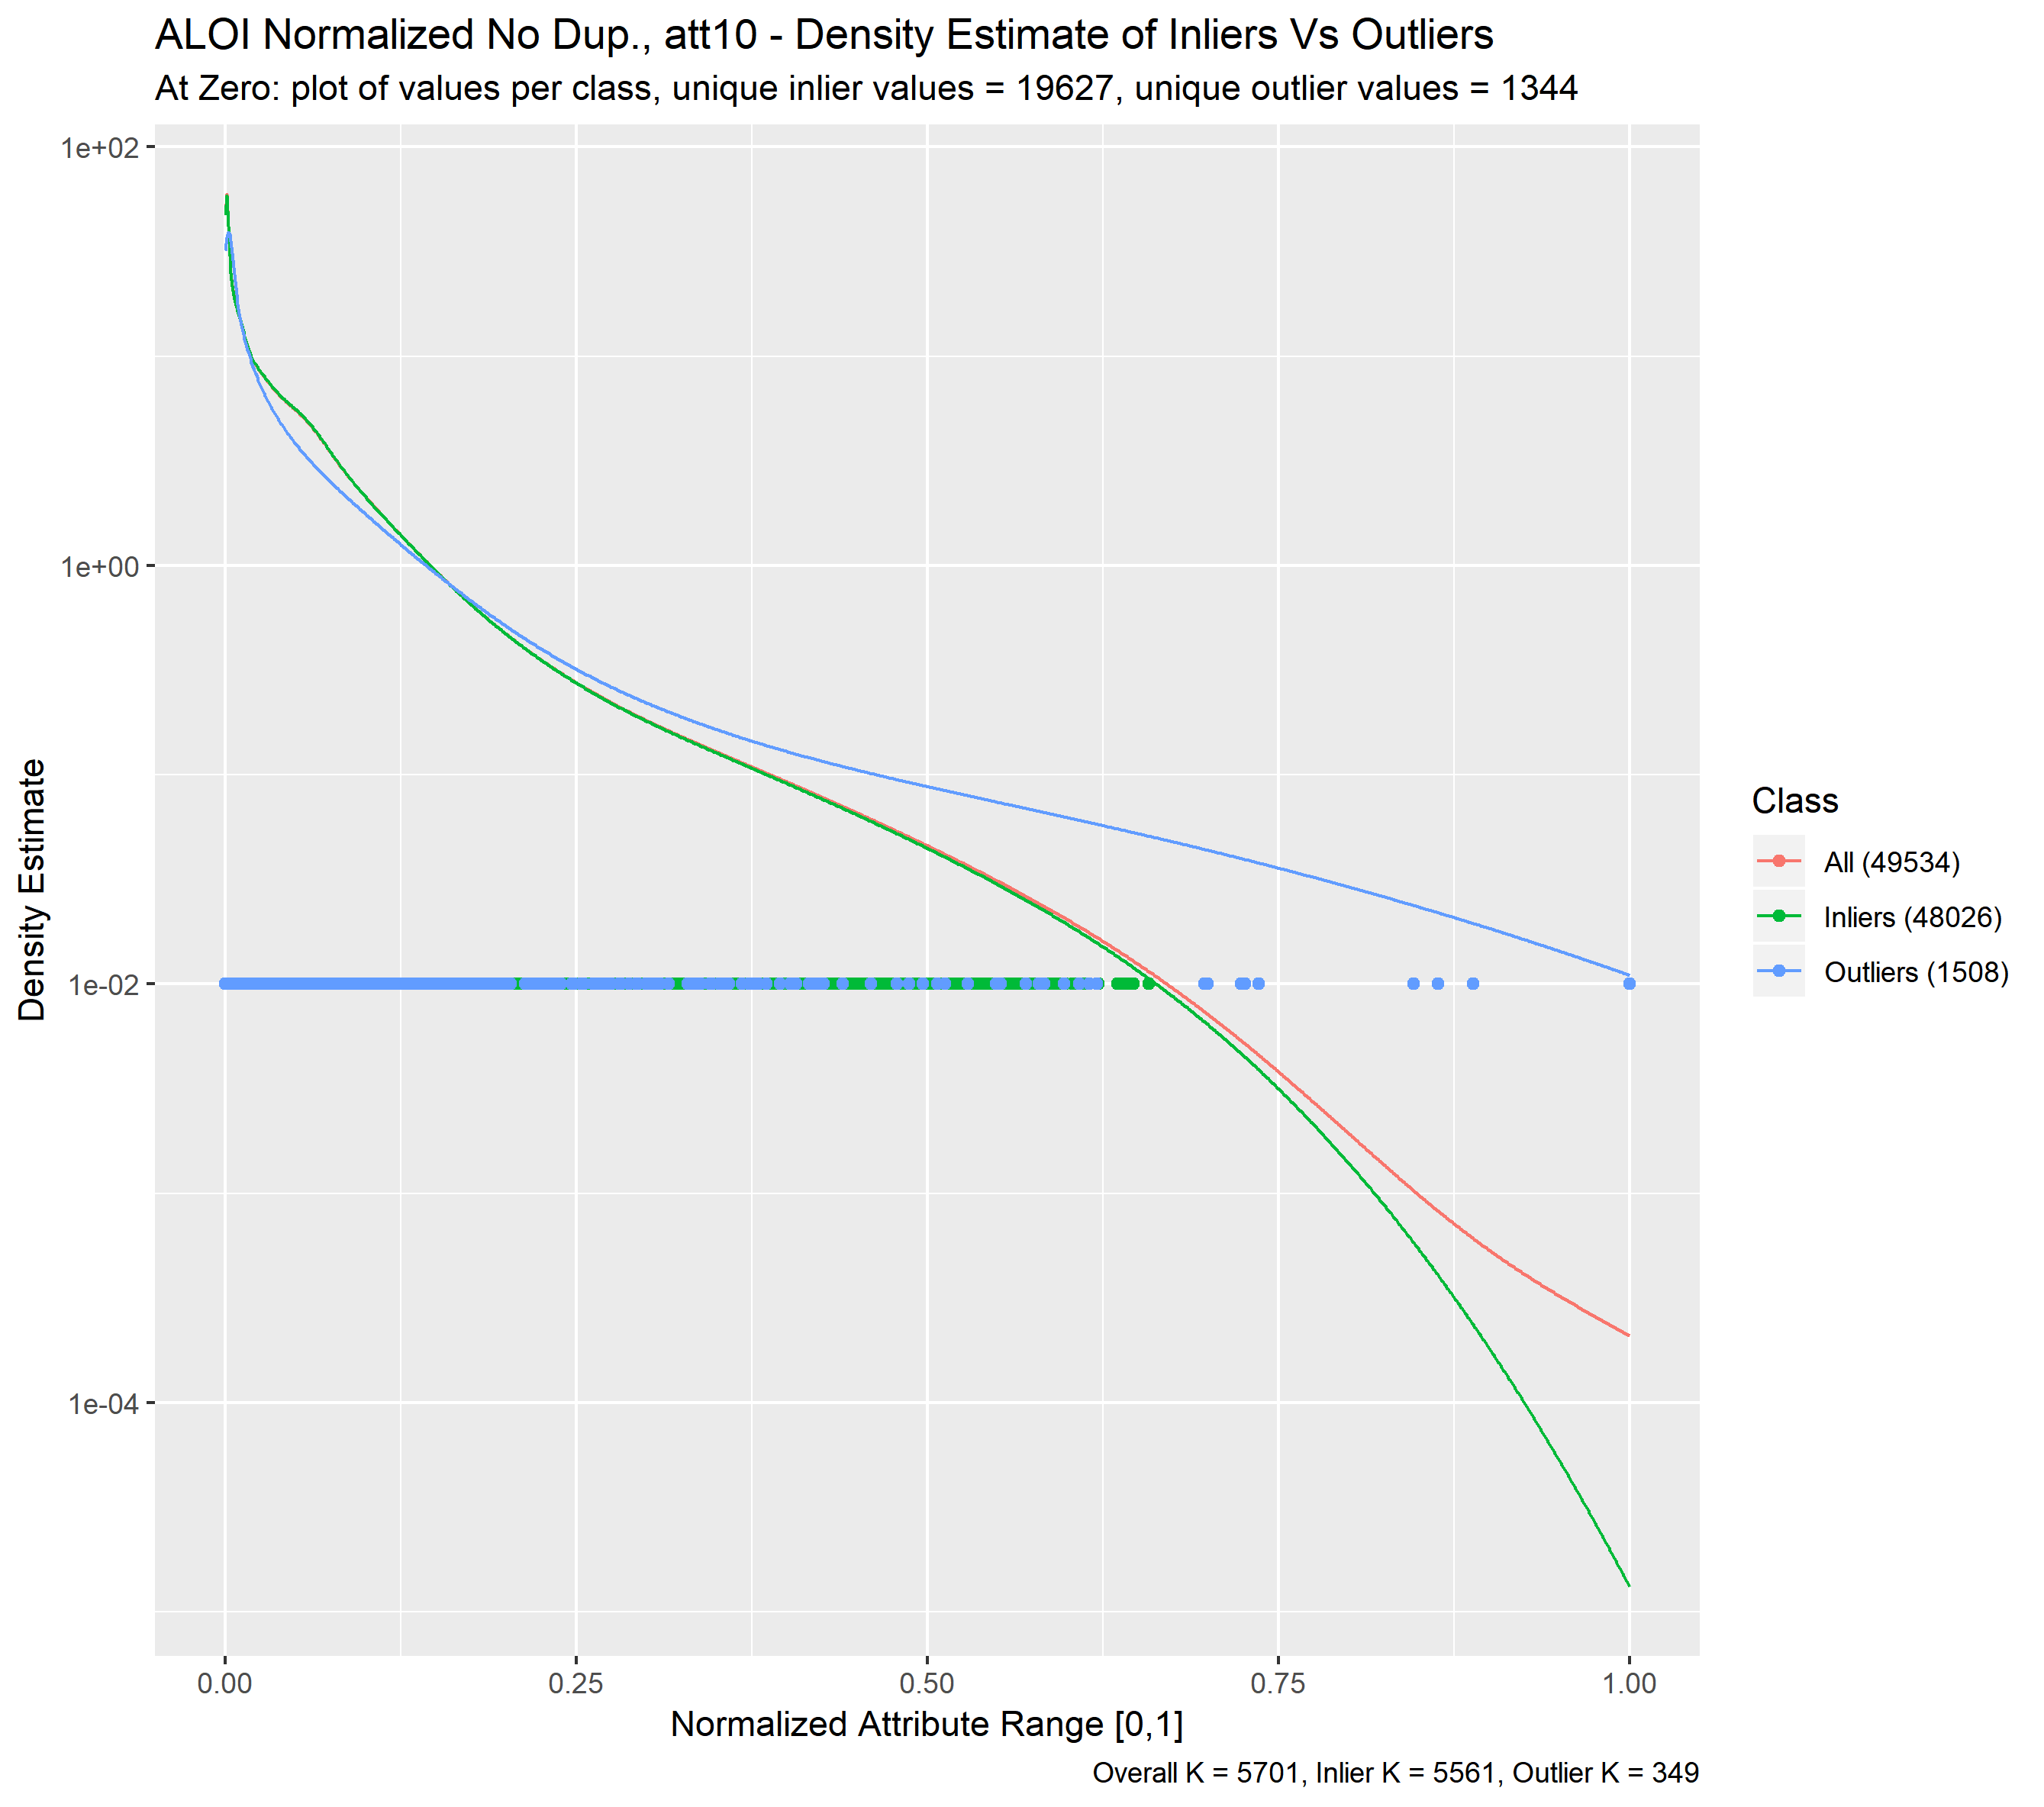 ALOI Normalized No Dup., att10 - Density Estimate of Inliers Vs Outliers
At Zero: plot of values per class, unique inlier values = 19627, unique outlier values = 1344
Density Estimate
1e+02
1e+00
1e-02
1e-04
0.00 0.25 0.50 0.75 1.00
Normalized Attribute Range [0,1]
Class
All (49534)
Inliers (48026)
Outliers (1508)
Overall K = 5701, Inlier K = 5561, Outlier K = 349